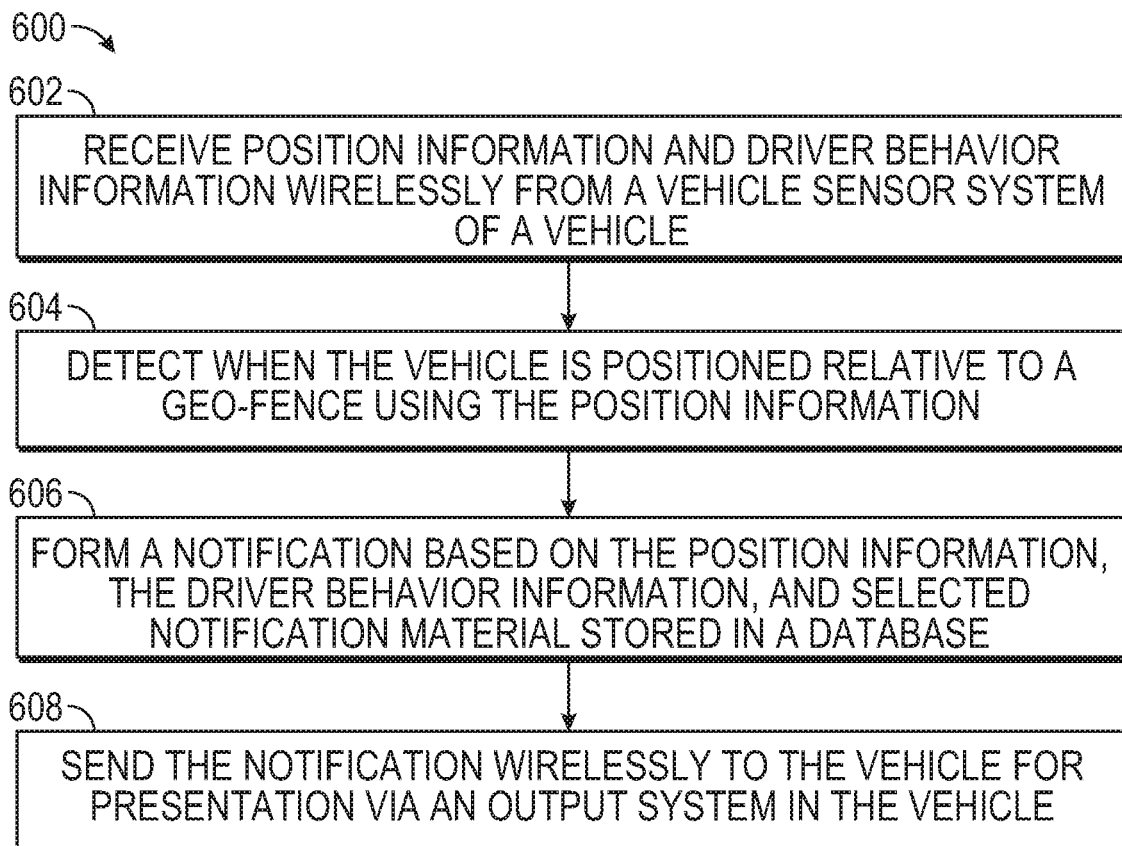 600
602
RECEIVE POSITION INFORMATION AND DRIVER BEHAVIOR
INFORMATION WIRELESSLY FROM A VEHICLE SENSOR SYSTEM
OF A VEHICLE
604
DETECT WHEN THE VEHICLE IS POSITIONED RELATIVE TO A
GEO-FENCE USING THE POSITION INFORMATION
606
FORM A NOTIFICATION BASED ON THE POSITION INFORMATION,
THE DRIVER BEHAVIOR INFORMATION, AND SELECTED
NOTIFICATION MATERIAL STORED IN A DATABASE
608
SEND THE NOTIFICATION WIRELESSLY TO THE VEHICLE FOR
PRESENTATION VIA AN OUTPUT SYSTEM IN THE VEHICLE